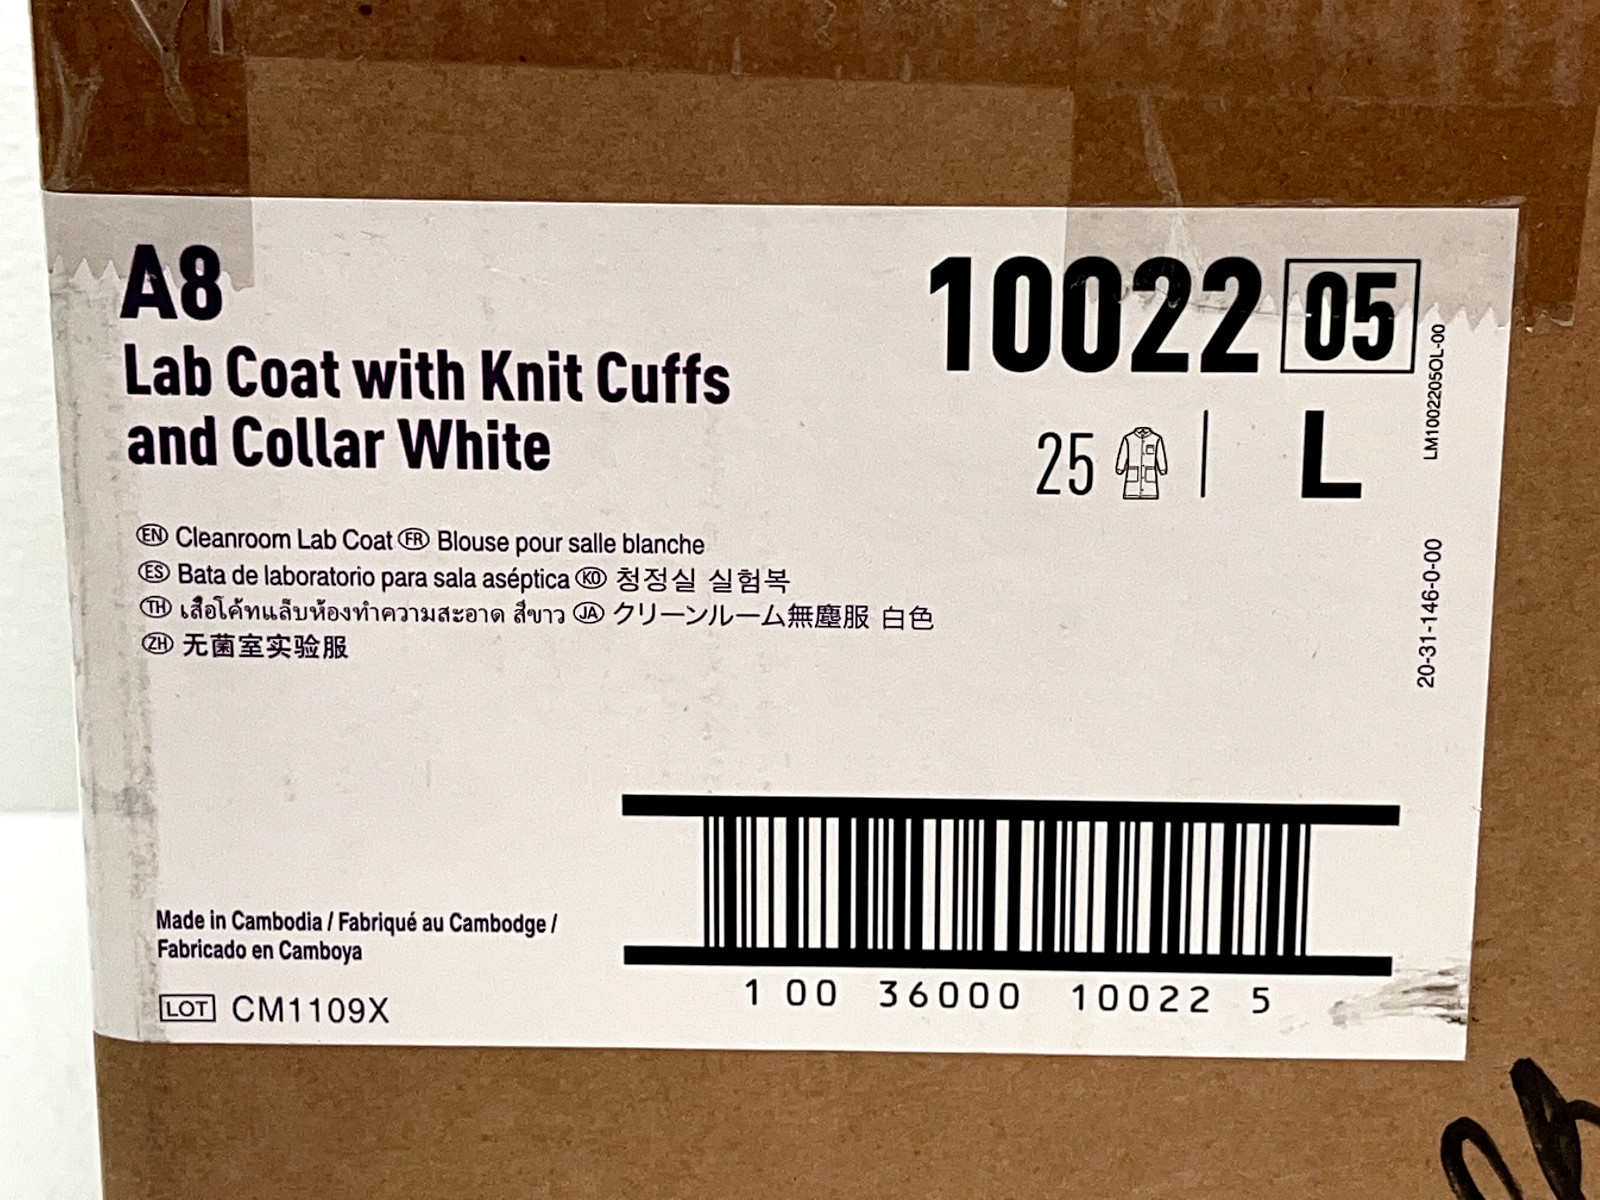 A8
Lab Coat with Knit Cuffs
and Collar White
10022 05
25 L
LM1002205OL-00
EN Cleanroom Lab Coat FR Blouse pour salle blanche
ES Bata de laboratorio para sala aséptica KO 청정실 실험복
TH เสื้อโค้ทแล็บห้องทำความสะอาด สีขาว JA クリーンルーム無塵服 白色
ZH 无菌室实验服
20-31-146-0-00
Made in Cambodia / Fabriqué au Cambodge /
Fabricado en Camboya
LOT CM1109X
1 00 36000 10022 5